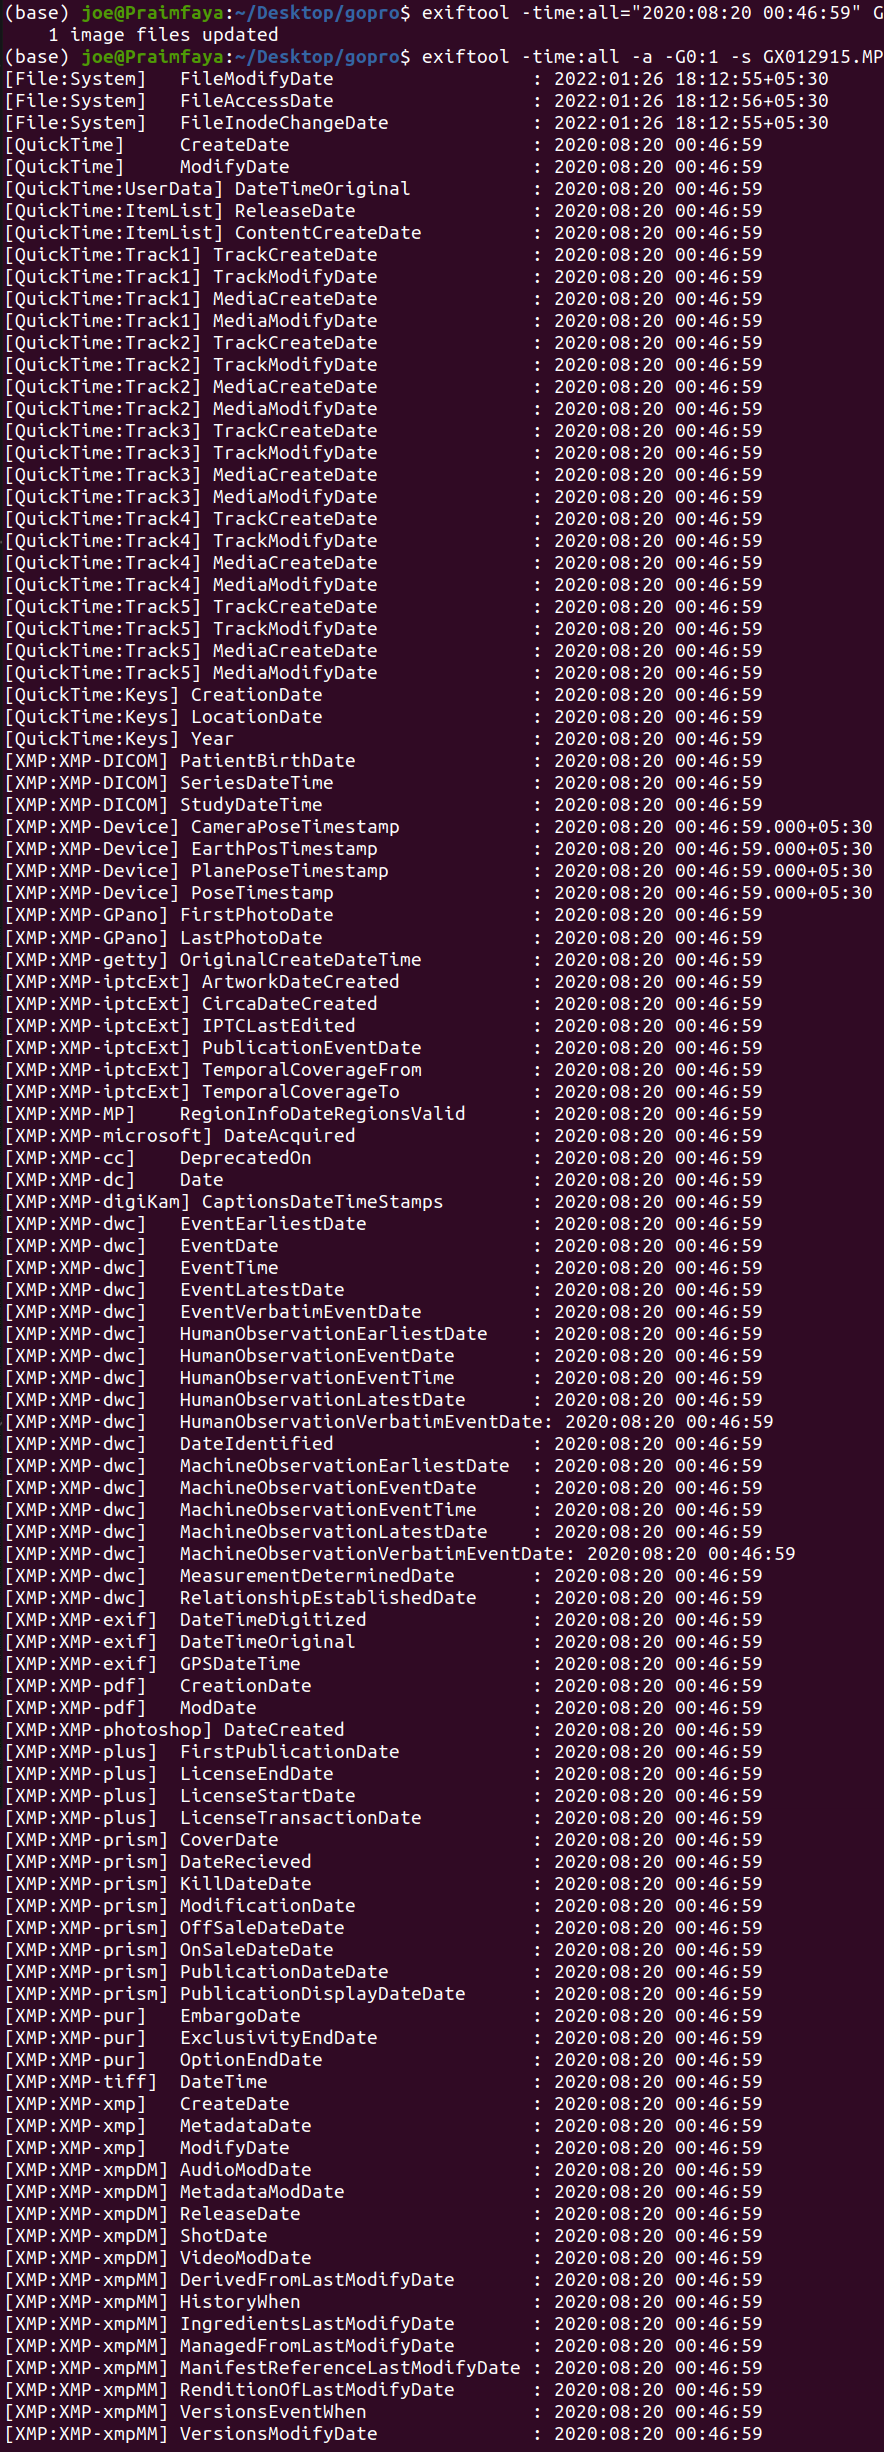 (base) joe@Praimfaya:~/Desktop/gopro$ exiftool -time:all="2020:08:20 00:46:59" G
    1 image files updated
(base) joe@Praimfaya:~/Desktop/gopro$ exiftool -time:all -a -G0:1 -s GX012915.MP
[File:System]   FileModifyDate                  : 2022:01:26 18:12:55+05:30
[File:System]   FileAccessDate                  : 2022:01:26 18:12:56+05:30
[File:System]   FileInodeChangeDate             : 2022:01:26 18:12:55+05:30
[QuickTime]     CreateDate                      : 2020:08:20 00:46:59
[QuickTime]     ModifyDate                      : 2020:08:20 00:46:59
[QuickTime:UserData] DateTimeOriginal           : 2020:08:20 00:46:59
[QuickTime:ItemList] ReleaseDate                : 2020:08:20 00:46:59
[QuickTime:ItemList] ContentCreateDate          : 2020:08:20 00:46:59
[QuickTime:Track1] TrackCreateDate              : 2020:08:20 00:46:59
[QuickTime:Track1] TrackModifyDate              : 2020:08:20 00:46:59
[QuickTime:Track1] MediaCreateDate              : 2020:08:20 00:46:59
[QuickTime:Track1] MediaModifyDate              : 2020:08:20 00:46:59
[QuickTime:Track2] TrackCreateDate              : 2020:08:20 00:46:59
[QuickTime:Track2] TrackModifyDate              : 2020:08:20 00:46:59
[QuickTime:Track2] MediaCreateDate              : 2020:08:20 00:46:59
[QuickTime:Track2] MediaModifyDate              : 2020:08:20 00:46:59
[QuickTime:Track3] TrackCreateDate              : 2020:08:20 00:46:59
[QuickTime:Track3] TrackModifyDate              : 2020:08:20 00:46:59
[QuickTime:Track3] MediaCreateDate              : 2020:08:20 00:46:59
[QuickTime:Track3] MediaModifyDate              : 2020:08:20 00:46:59
[QuickTime:Track4] TrackCreateDate              : 2020:08:20 00:46:59
[QuickTime:Track4] TrackModifyDate              : 2020:08:20 00:46:59
[QuickTime:Track4] MediaCreateDate              : 2020:08:20 00:46:59
[QuickTime:Track4] MediaModifyDate              : 2020:08:20 00:46:59
[QuickTime:Track5] TrackCreateDate              : 2020:08:20 00:46:59
[QuickTime:Track5] TrackModifyDate              : 2020:08:20 00:46:59
[QuickTime:Track5] MediaCreateDate              : 2020:08:20 00:46:59
[QuickTime:Track5] MediaModifyDate              : 2020:08:20 00:46:59
[QuickTime:Keys] CreationDate                   : 2020:08:20 00:46:59
[QuickTime:Keys] LocationDate                   : 2020:08:20 00:46:59
[QuickTime:Keys] Year                           : 2020:08:20 00:46:59
[XMP:XMP-DICOM] PatientBirthDate                : 2020:08:20 00:46:59
[XMP:XMP-DICOM] SeriesDateTime                  : 2020:08:20 00:46:59
[XMP:XMP-DICOM] StudyDateTime                   : 2020:08:20 00:46:59
[XMP:XMP-Device] CameraPoseTimestamp            : 2020:08:20 00:46:59.000+05:30
[XMP:XMP-Device] EarthPosTimestamp              : 2020:08:20 00:46:59.000+05:30
[XMP:XMP-Device] PlanePoseTimestamp             : 2020:08:20 00:46:59.000+05:30
[XMP:XMP-Device] PoseTimestamp                  : 2020:08:20 00:46:59.000+05:30
[XMP:XMP-GPano] FirstPhotoDate                  : 2020:08:20 00:46:59
[XMP:XMP-GPano] LastPhotoDate                   : 2020:08:20 00:46:59
[XMP:XMP-getty] OriginalCreateDateTime          : 2020:08:20 00:46:59
[XMP:XMP-iptcExt] ArtworkDateCreated            : 2020:08:20 00:46:59
[XMP:XMP-iptcExt] CircaDateCreated              : 2020:08:20 00:46:59
[XMP:XMP-iptcExt] IPTCLastEdited                : 2020:08:20 00:46:59
[XMP:XMP-iptcExt] PublicationEventDate          : 2020:08:20 00:46:59
[XMP:XMP-iptcExt] TemporalCoverageFrom          : 2020:08:20 00:46:59
[XMP:XMP-iptcExt] TemporalCoverageTo            : 2020:08:20 00:46:59
[XMP:XMP-MP]    RegionInfoDateRegionsValid      : 2020:08:20 00:46:59
[XMP:XMP-microsoft] DateAcquired                : 2020:08:20 00:46:59
[XMP:XMP-cc]    DeprecatedOn                    : 2020:08:20 00:46:59
[XMP:XMP-dc]    Date                            : 2020:08:20 00:46:59
[XMP:XMP-digiKam] CaptionsDateTimeStamps        : 2020:08:20 00:46:59
[XMP:XMP-dwc]   EventEarliestDate               : 2020:08:20 00:46:59
[XMP:XMP-dwc]   EventDate                       : 2020:08:20 00:46:59
[XMP:XMP-dwc]   EventTime                       : 2020:08:20 00:46:59
[XMP:XMP-dwc]   EventLatestDate                 : 2020:08:20 00:46:59
[XMP:XMP-dwc]   EventVerbatimEventDate          : 2020:08:20 00:46:59
[XMP:XMP-dwc]   HumanObservationEarliestDate    : 2020:08:20 00:46:59
[XMP:XMP-dwc]   HumanObservationEventDate       : 2020:08:20 00:46:59
[XMP:XMP-dwc]   HumanObservationEventTime       : 2020:08:20 00:46:59
[XMP:XMP-dwc]   HumanObservationLatestDate      : 2020:08:20 00:46:59
[XMP:XMP-dwc]   HumanObservationVerbatimEventDate: 2020:08:20 00:46:59
[XMP:XMP-dwc]   DateIdentified                  : 2020:08:20 00:46:59
[XMP:XMP-dwc]   MachineObservationEarliestDate  : 2020:08:20 00:46:59
[XMP:XMP-dwc]   MachineObservationEventDate     : 2020:08:20 00:46:59
[XMP:XMP-dwc]   MachineObservationEventTime     : 2020:08:20 00:46:59
[XMP:XMP-dwc]   MachineObservationLatestDate    : 2020:08:20 00:46:59
[XMP:XMP-dwc]   MachineObservationVerbatimEventDate: 2020:08:20 00:46:59
[XMP:XMP-dwc]   MeasurementDeterminedDate       : 2020:08:20 00:46:59
[XMP:XMP-dwc]   RelationshipEstablishedDate     : 2020:08:20 00:46:59
[XMP:XMP-exif]  DateTimeDigitized               : 2020:08:20 00:46:59
[XMP:XMP-exif]  DateTimeOriginal                : 2020:08:20 00:46:59
[XMP:XMP-exif]  GPSDateTime                     : 2020:08:20 00:46:59
[XMP:XMP-pdf]   CreationDate                    : 2020:08:20 00:46:59
[XMP:XMP-pdf]   ModDate                         : 2020:08:20 00:46:59
[XMP:XMP-photoshop] DateCreated                 : 2020:08:20 00:46:59
[XMP:XMP-plus]  FirstPublicationDate            : 2020:08:20 00:46:59
[XMP:XMP-plus]  LicenseEndDate                  : 2020:08:20 00:46:59
[XMP:XMP-plus]  LicenseStartDate                : 2020:08:20 00:46:59
[XMP:XMP-plus]  LicenseTransactionDate          : 2020:08:20 00:46:59
[XMP:XMP-prism] CoverDate                       : 2020:08:20 00:46:59
[XMP:XMP-prism] DateRecieved                    : 2020:08:20 00:46:59
[XMP:XMP-prism] KillDateDate                    : 2020:08:20 00:46:59
[XMP:XMP-prism] ModificationDate                : 2020:08:20 00:46:59
[XMP:XMP-prism] OffSaleDateDate                 : 2020:08:20 00:46:59
[XMP:XMP-prism] OnSaleDateDate                  : 2020:08:20 00:46:59
[XMP:XMP-prism] PublicationDateDate             : 2020:08:20 00:46:59
[XMP:XMP-prism] PublicationDisplayDateDate      : 2020:08:20 00:46:59
[XMP:XMP-pur]   EmbargoDate                     : 2020:08:20 00:46:59
[XMP:XMP-pur]   ExclusivityEndDate              : 2020:08:20 00:46:59
[XMP:XMP-pur]   OptionEndDate                   : 2020:08:20 00:46:59
[XMP:XMP-tiff]  DateTime                        : 2020:08:20 00:46:59
[XMP:XMP-xmp]   CreateDate                      : 2020:08:20 00:46:59
[XMP:XMP-xmp]   MetadataDate                    : 2020:08:20 00:46:59
[XMP:XMP-xmp]   ModifyDate                      : 2020:08:20 00:46:59
[XMP:XMP-xmpDM] AudioModDate                    : 2020:08:20 00:46:59
[XMP:XMP-xmpDM] MetadataModDate                 : 2020:08:20 00:46:59
[XMP:XMP-xmpDM] ReleaseDate                     : 2020:08:20 00:46:59
[XMP:XMP-xmpDM] ShotDate                        : 2020:08:20 00:46:59
[XMP:XMP-xmpDM] VideoModDate                    : 2020:08:20 00:46:59
[XMP:XMP-xmpMM] DerivedFromLastModifyDate       : 2020:08:20 00:46:59
[XMP:XMP-xmpMM] HistoryWhen                     : 2020:08:20 00:46:59
[XMP:XMP-xmpMM] IngredientsLastModifyDate       : 2020:08:20 00:46:59
[XMP:XMP-xmpMM] ManagedFromLastModifyDate       : 2020:08:20 00:46:59
[XMP:XMP-xmpMM] ManifestReferenceLastModifyDate : 2020:08:20 00:46:59
[XMP:XMP-xmpMM] RenditionOfLastModifyDate       : 2020:08:20 00:46:59
[XMP:XMP-xmpMM] VersionsEventWhen               : 2020:08:20 00:46:59
[XMP:XMP-xmpMM] VersionsModifyDate              : 2020:08:20 00:46:59